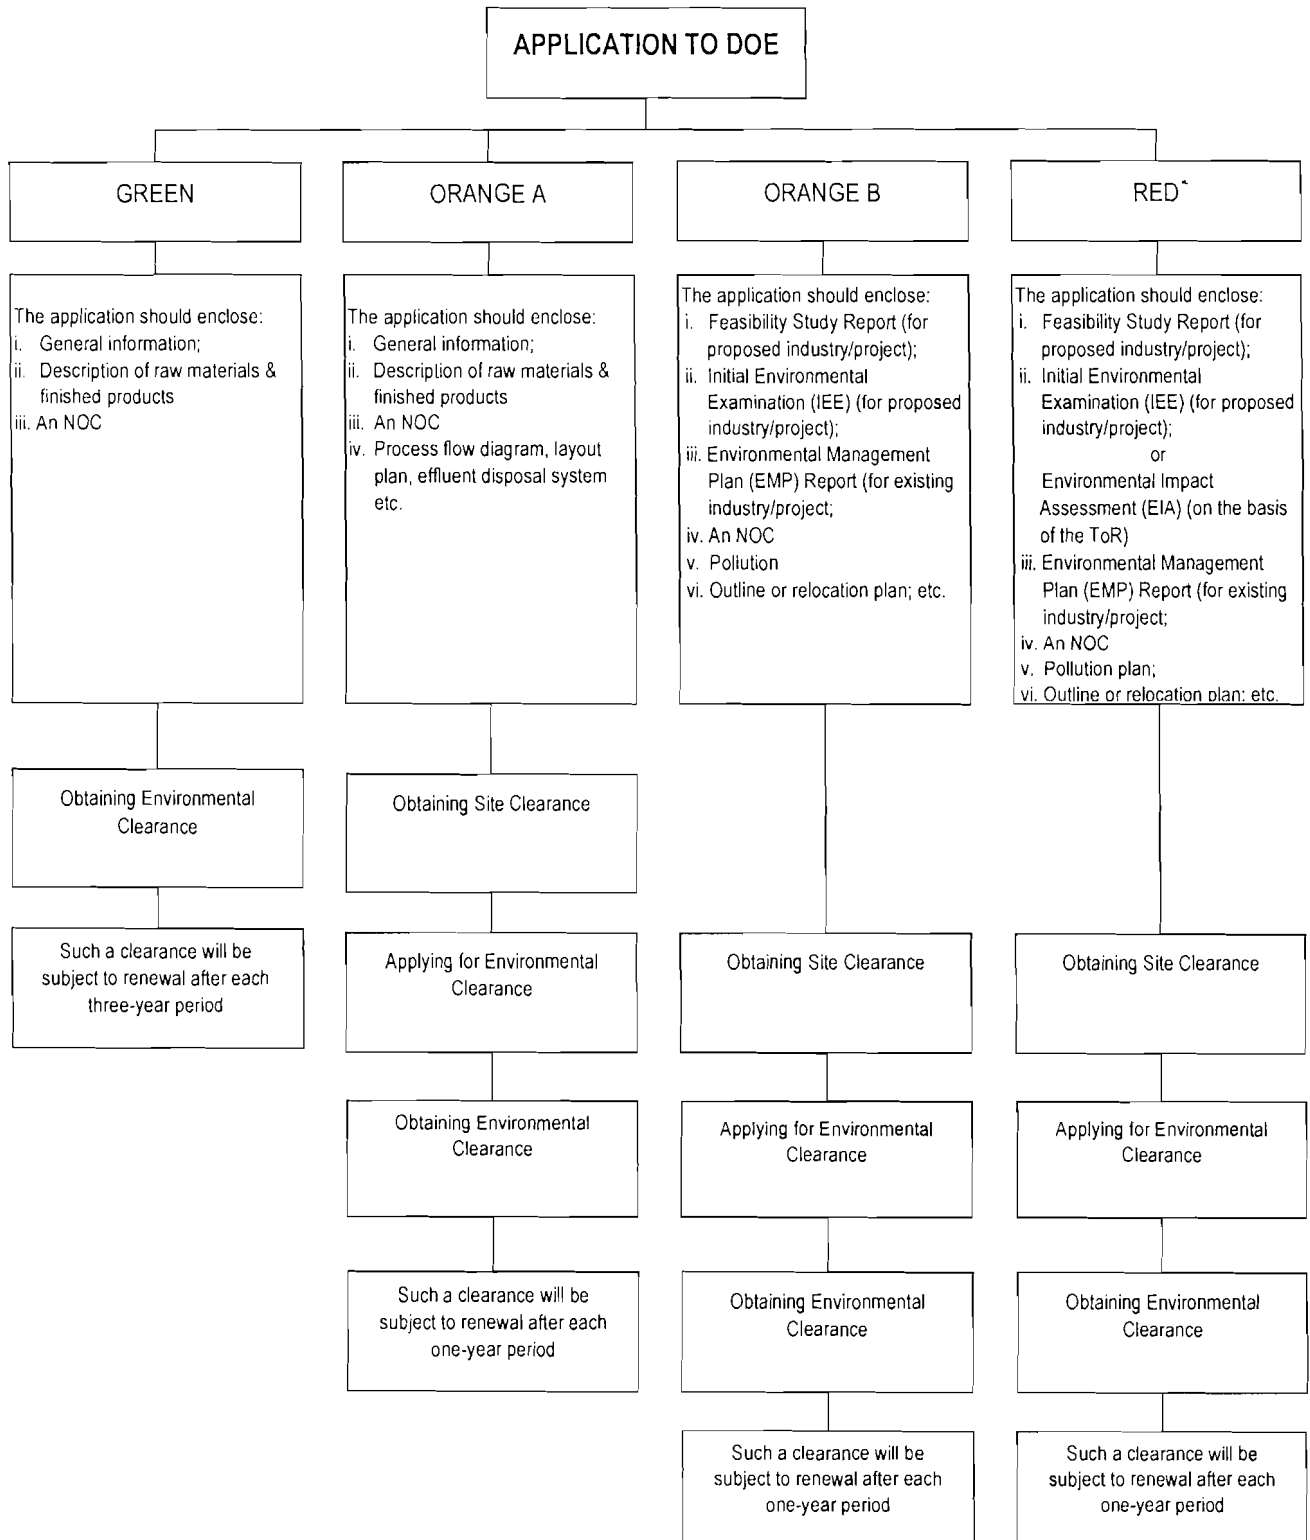 APPLICATION TO DOE
GREEN
The application should enclose:
i. General information;
ii. Description of raw materials &
finished products
iii. An NOC
Obtaining Environmental
Clearance
Such a clearance will be
subject to renewal after each
three-year period
ORANGE A
The application should enclose:
i. General information;
ii. Description of raw materials &
finished products
iii. An NOC
iv. Process flow diagram, layout
plan, effluent disposal system
etc.
Obtaining Site Clearance
Applying for Environmental
Clearance
Obtaining Environmental
Clearance
Such a clearance will be
subject to renewal after each
one-year period
ORANGE B
The application should enclose:
i. Feasibility Study Report (for
proposed industry/project);
ii. Initial Environmental
Examination (IEE) (for proposed
industry/project);
iii. Environmental Management
Plan (EMP) Report (for existing
industry/project;
iv. An NOC
v. Pollution
vi. Outline or relocation plan; etc.
Obtaining Site Clearance
Applying for Environmental
Clearance
Obtaining Environmental
Clearance
Such a clearance will be
subject to renewal after each
one-year period
RED*
The application should enclose:
i. Feasibility Study Report (for
proposed industry/project);
ii. Initial Environmental
Examination (IEE) (for proposed
industry/project);
or
Environmental Impact
Assessment (EIA) (on the basis
of the ToR)
iii. Environmental Management
Plan (EMP) Report (for existing
industry/project;
iv. An NOC
v. Pollution plan;
vi. Outline or relocation plan; etc.
Obtaining Site Clearance
Applying for Environmental
Clearance
Obtaining Environmental
Clearance
Such a clearance will be
subject to renewal after each
one-year period